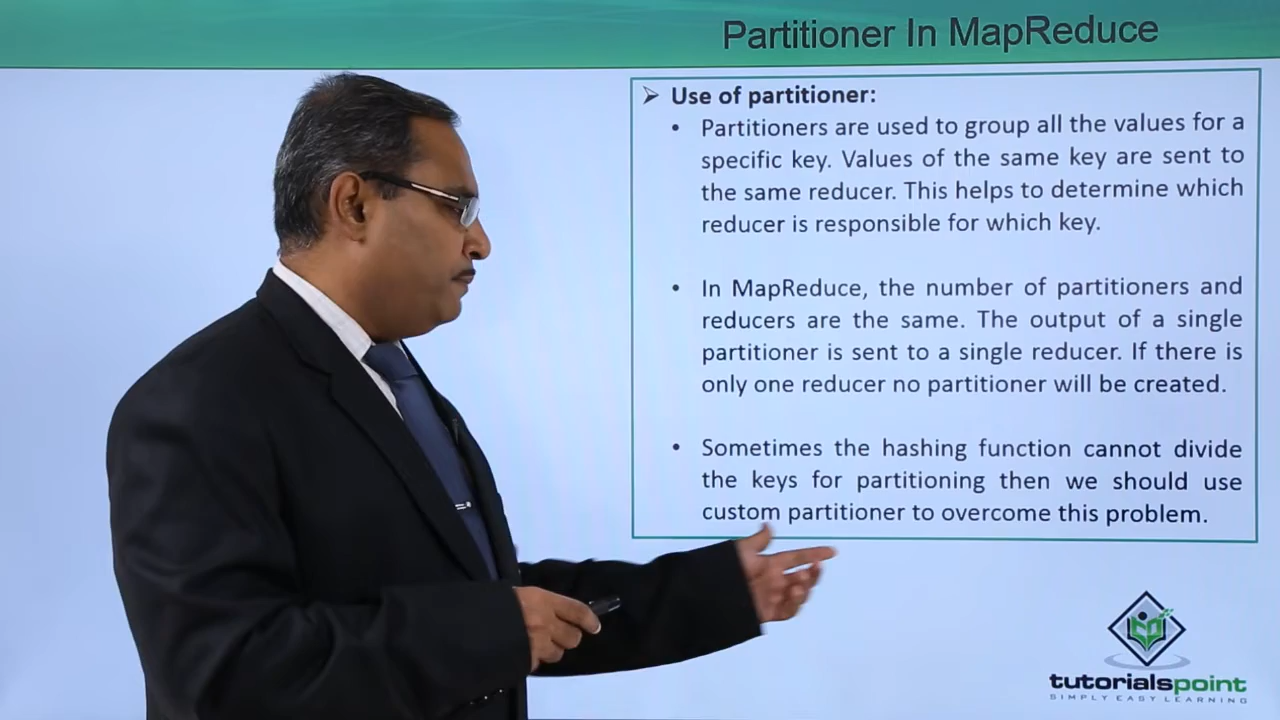 Partitioner In MapReduce
➢ Use of partitioner:
• Partitioners are used to group all the values for a
specific key. Values of the same key are sent to
the same reducer. This helps to determine which
reducer is responsible for which key.
• In MapReduce, the number of partitioners and
reducers are the same. The output of a single
partitioner is sent to a single reducer. If there is
only one reducer no partitioner will be created.
• Sometimes the hashing function cannot divide
the keys for partitioning then we should use
custom partitioner to overcome this problem.
tutorialspoint
SIMPLY EASY LEARNING